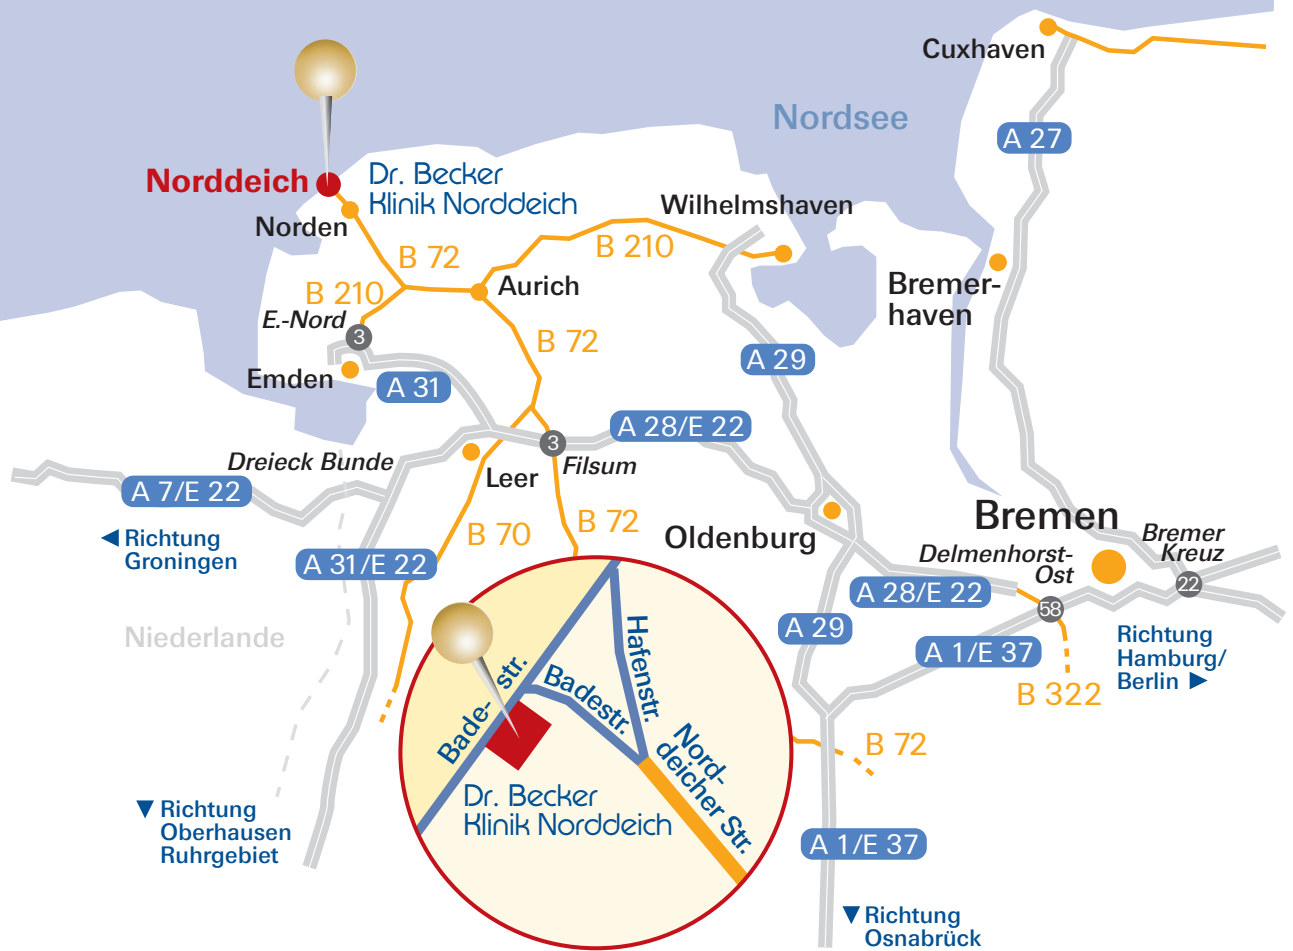 Cuxhaven
Nordsee
A 27
Norddeich
Dr. Becker
Klinik Norddeich
Norden
Wilhelmshaven
B 72
B 210
Aurich
Bremer-
haven
B 210
E.-Nord
3
B 72
A 29
Emden
A 31
A 28/E 22
3
Filsum
Dreieck Bunde
Leer
A 7/E 22
Richtung
Groningen
B 70
B 72
Oldenburg
Bremen
Bremer
Kreuz
Delmenhorst-
Ost
22
A 31/E 22
A 28/E 22
58
Niederlande
A 29
A 1/E 37
Richtung
Hamburg/
Berlin
B 322
Hafenstr.
Bade-
str.
Badestr.
Nord-
deicher Str.
B 72
Dr. Becker
Klinik Norddeich
Richtung
Oberhausen
Ruhrgebiet
A 1/E 37
Richtung
Osnabrück